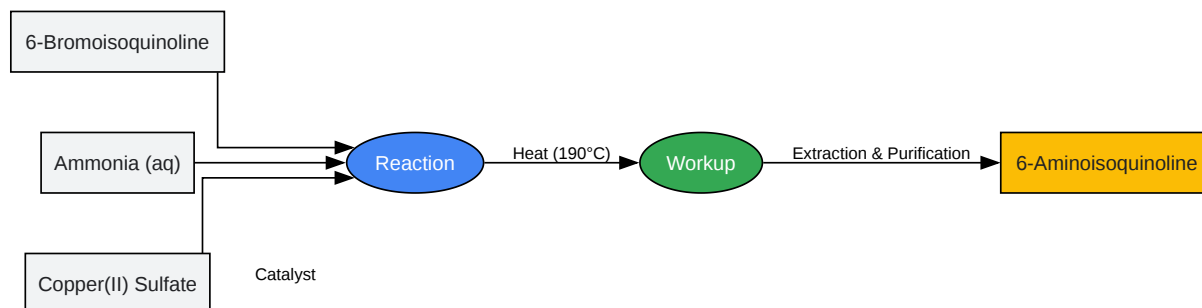 6-Bromoisoquinoline
Ammonia (aq)
Reaction
Heat (190°C)
Workup
Extraction & Purification
6-Aminoisoquinoline
Copper(II) Sulfate
Catalyst